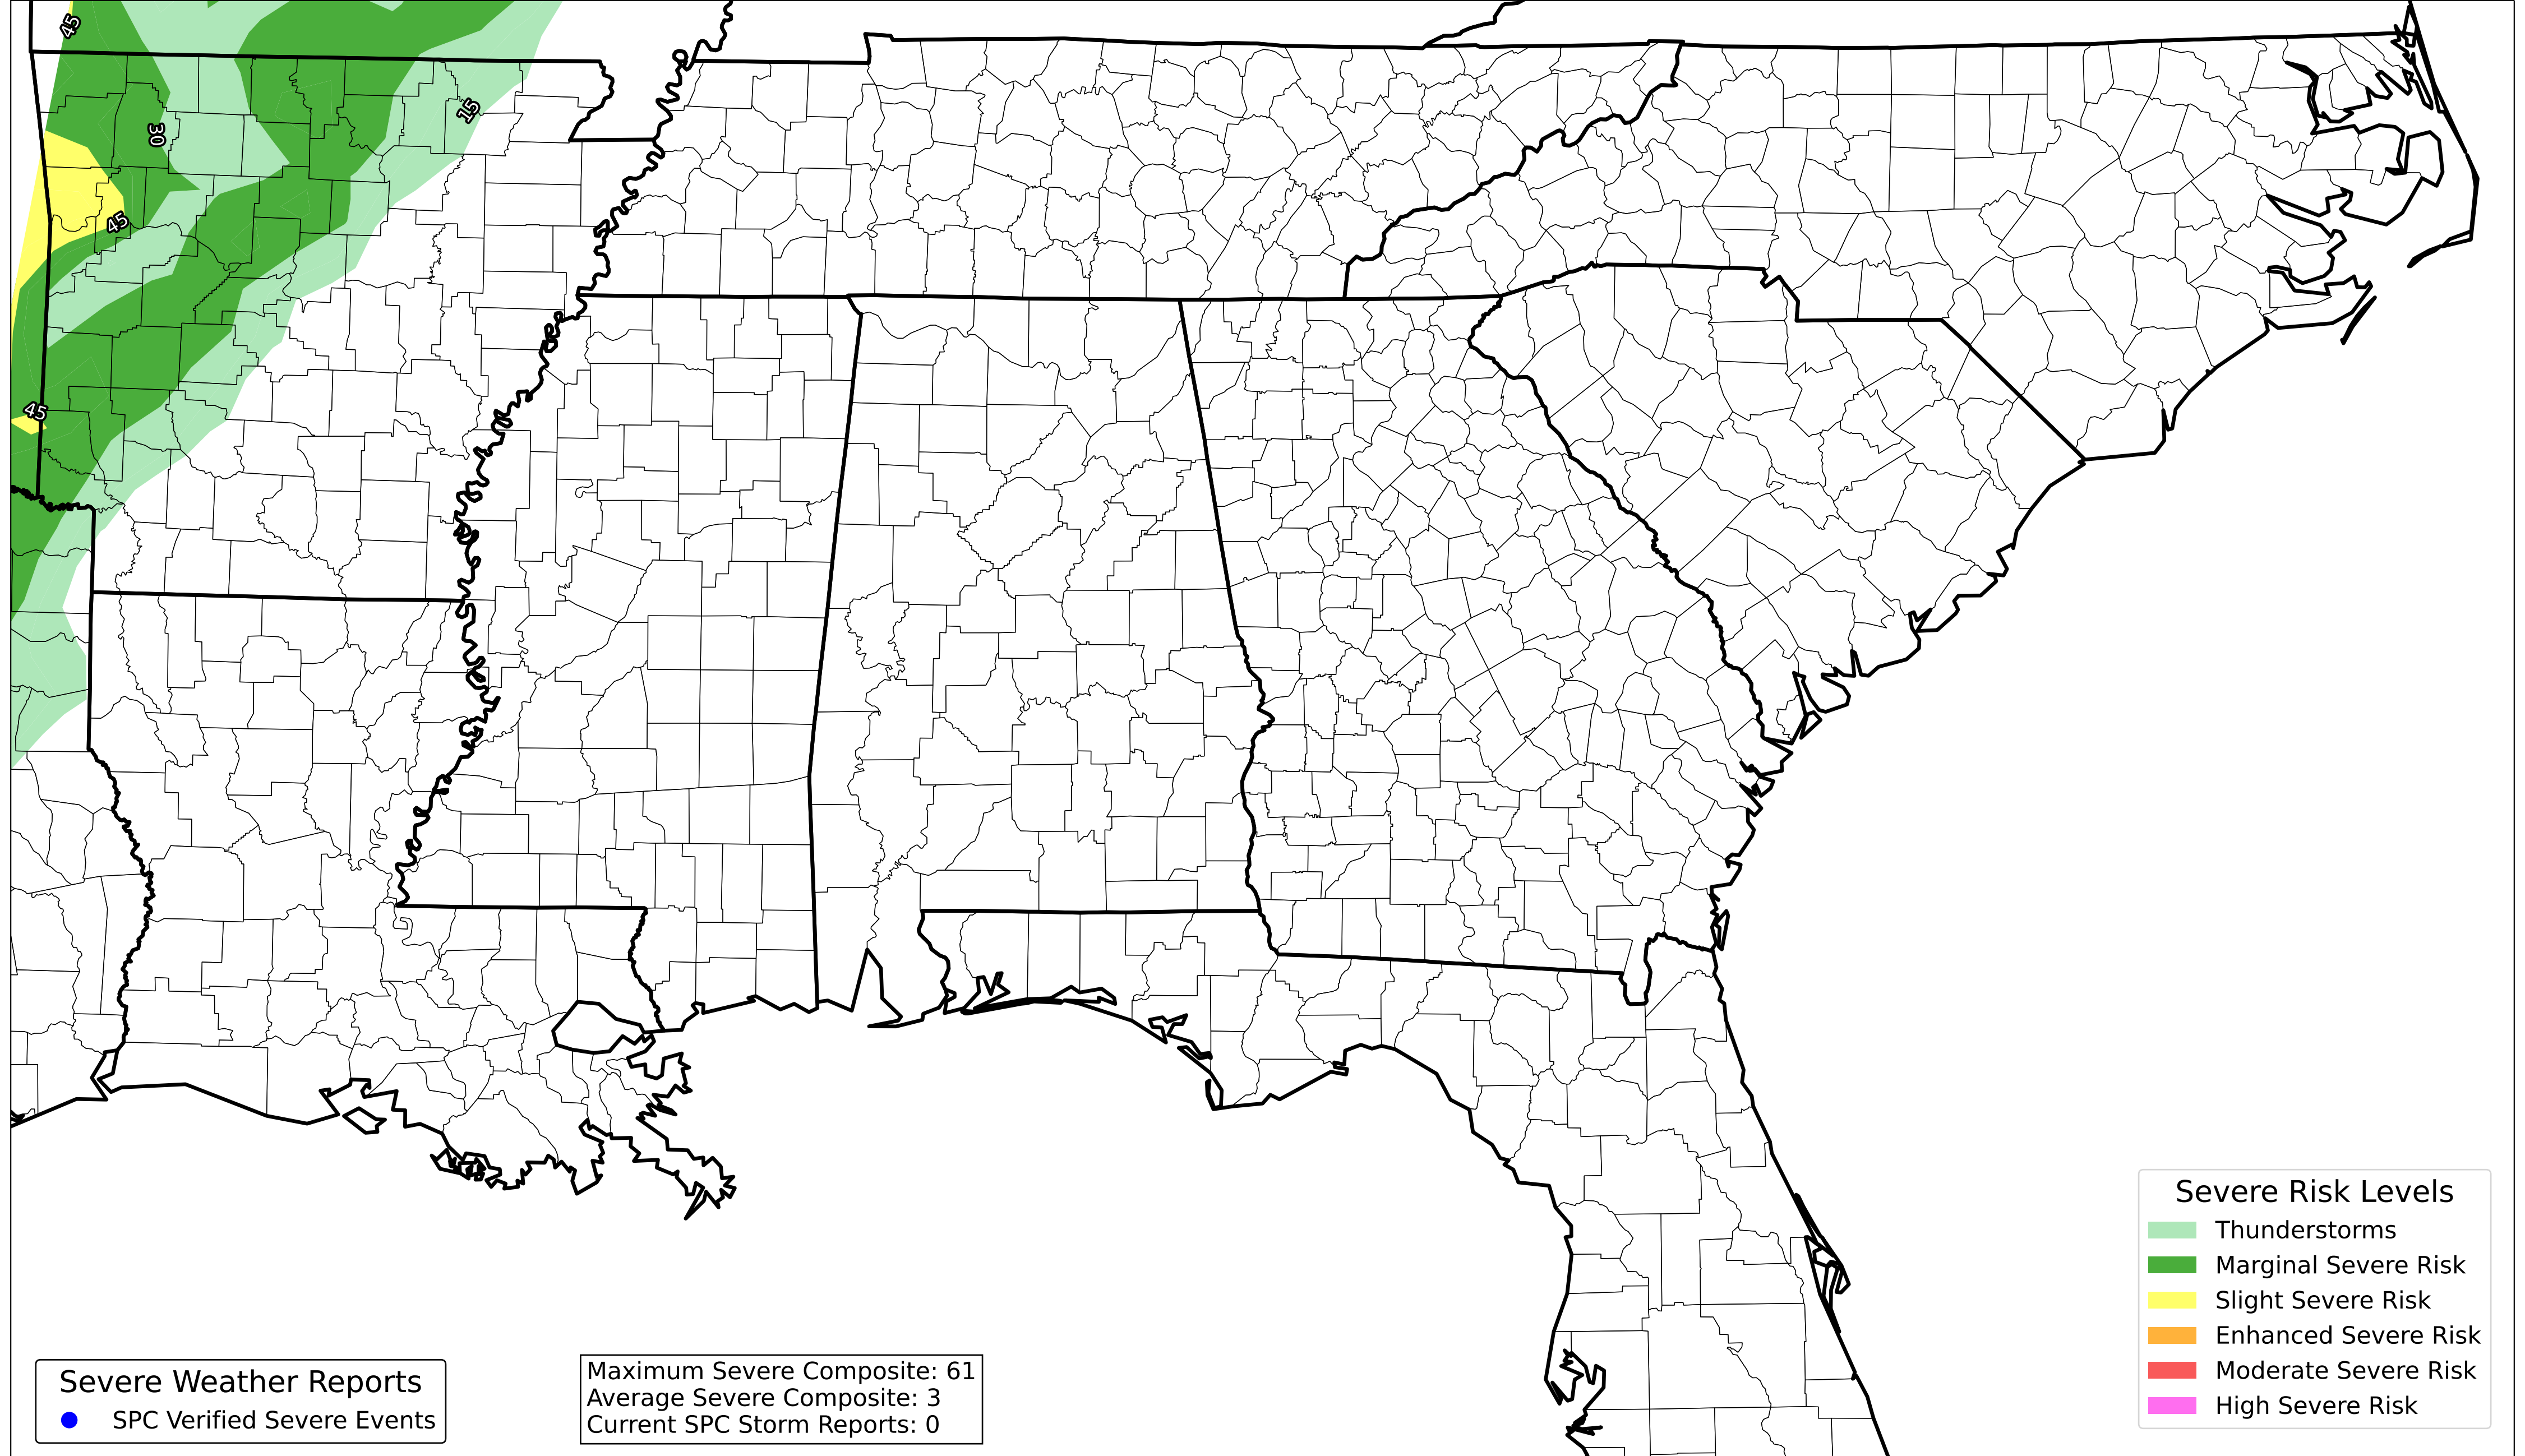 45
15
30
45
45
Severe Risk Levels
Thunderstorms
Marginal Severe Risk
Slight Severe Risk
Enhanced Severe Risk
Moderate Severe Risk
High Severe Risk
Severe Weather Reports
SPC Verified Severe Events
Maximum Severe Composite: 61
Average Severe Composite: 3
Current SPC Storm Reports: 0